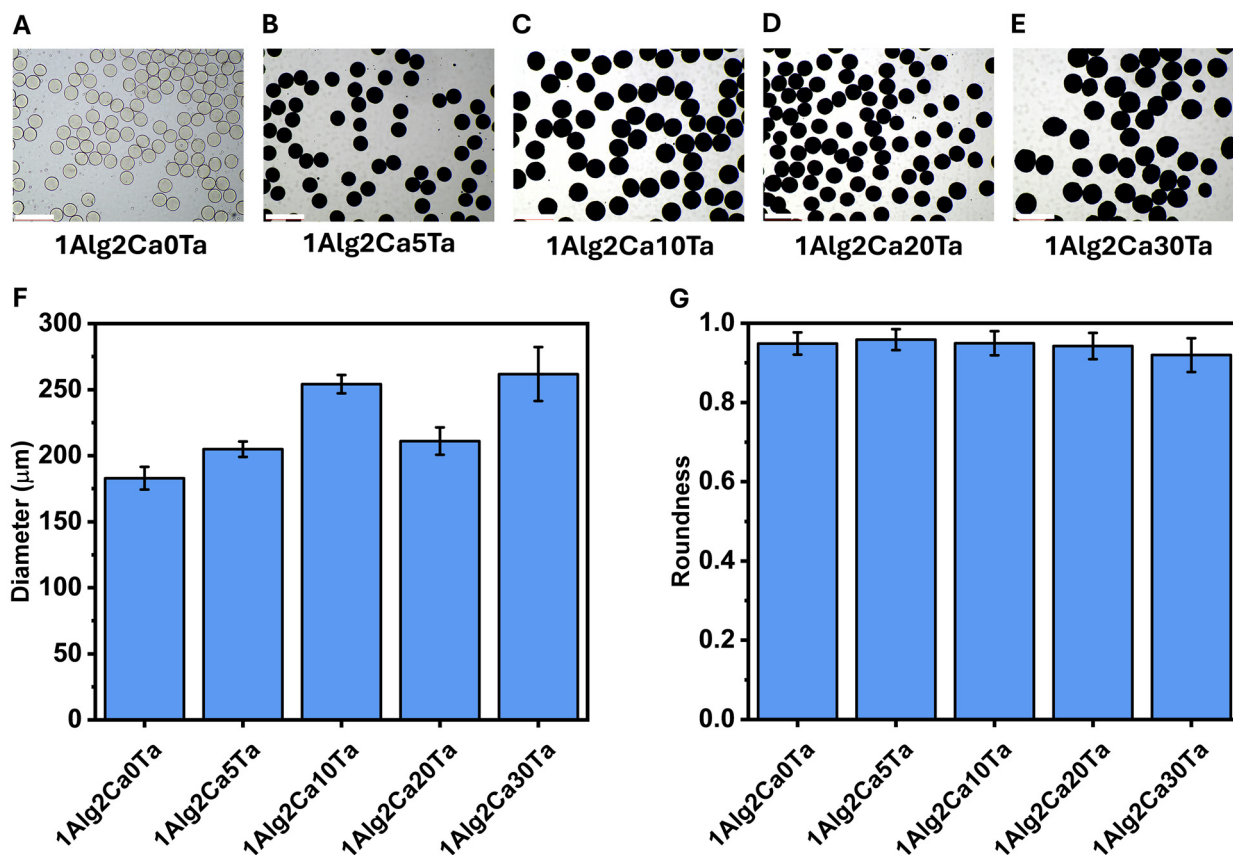 A
B
C
D
E
1Alg2Ca0Ta
1Alg2Ca5Ta
1Alg2Ca10Ta
1Alg2Ca20Ta
1Alg2Ca30Ta
F
Diameter (μm)
300
250
200
150
100
50
0
1Alg2Ca0Ta
1Alg2Ca5Ta
1Alg2Ca10Ta
1Alg2Ca20Ta
1Alg2Ca30Ta
G
Roundness
1.0
0.8
0.6
0.4
0.2
0.0
1Alg2Ca0Ta
1Alg2Ca5Ta
1Alg2Ca10Ta
1Alg2Ca20Ta
1Alg2Ca30Ta